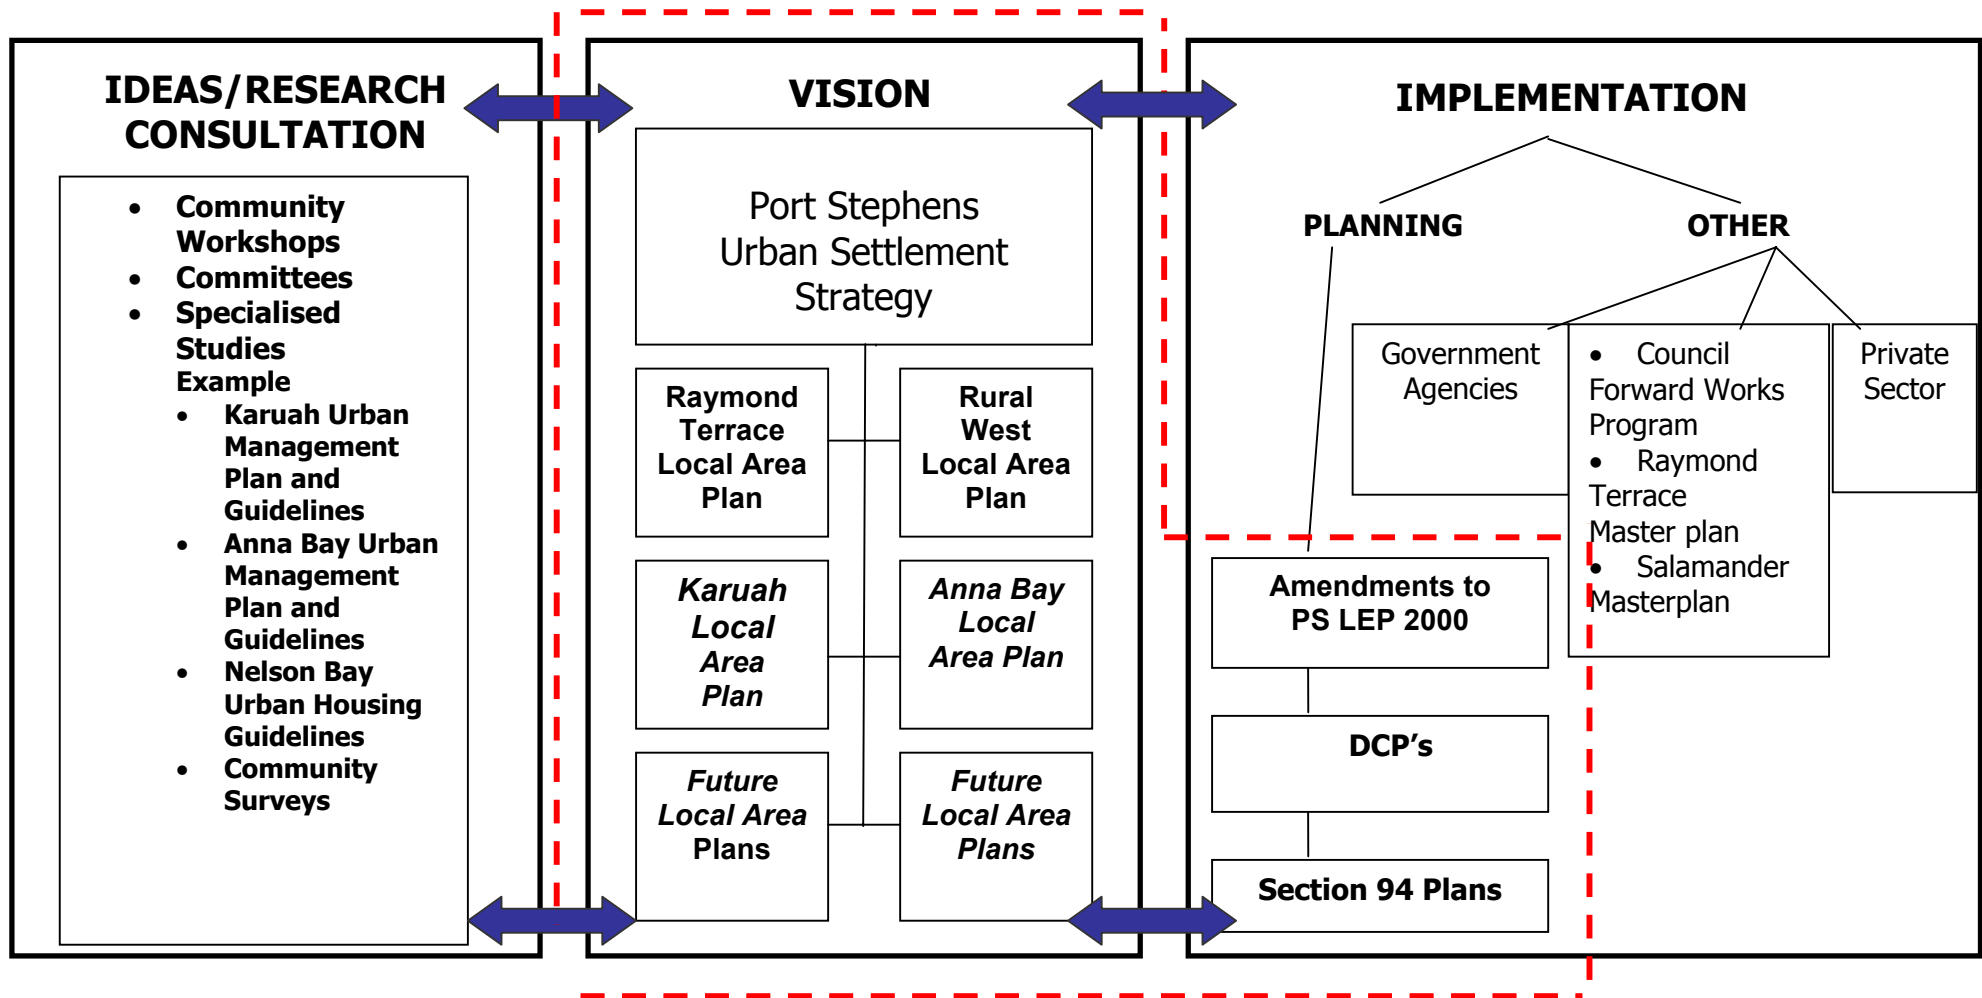 IDEAS/RESEARCH
CONSULTATION
• Community
Workshops
• Committees
• Specialised
Studies
Example
• Karuah Urban
Management
Plan and
Guidelines
• Anna Bay Urban
Management
Plan and
Guidelines
• Nelson Bay
Urban Housing
Guidelines
• Community
Surveys
VISION
Port Stephens
Urban Settlement
Strategy
Raymond
Terrace
Local Area
Plan
Rural
West
Local Area
Plan
Karuah
Local
Area
Plan
Anna Bay
Local
Area Plan
Future
Local Area
Plans
Future
Local Area
Plans
IMPLEMENTATION
PLANNING
OTHER
Government
Agencies
• Council
Forward Works
Program
• Raymond
Terrace
Master plan
• Salamander
Masterplan
Private
Sector
Amendments to
PS LEP 2000
DCP’s
Section 94 Plans